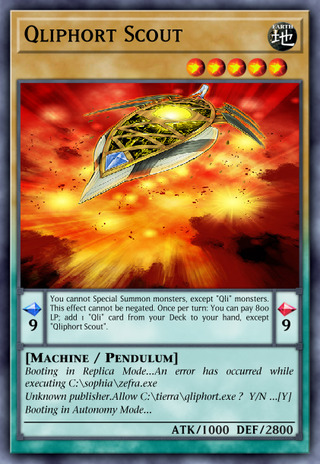 Qliphort Scout
EARTH
地
You cannot Special Summon monsters, except "Qli" monsters.
This effect cannot be negated. Once per turn: You can pay 800
LP; add 1 "Qli" card from your Deck to your hand, except
"Qliphort Scout".
9
9
[Machine / Pendulum]
Booting in Replica Mode...An error has occurred while
executing C:\sophia\zefra.exe
Unknown publisher.Allow C:\tierra\qliphort.exe ? Y/N ...[Y]
Booting in Autonomy Mode...
ATK/1000 DEF/2800